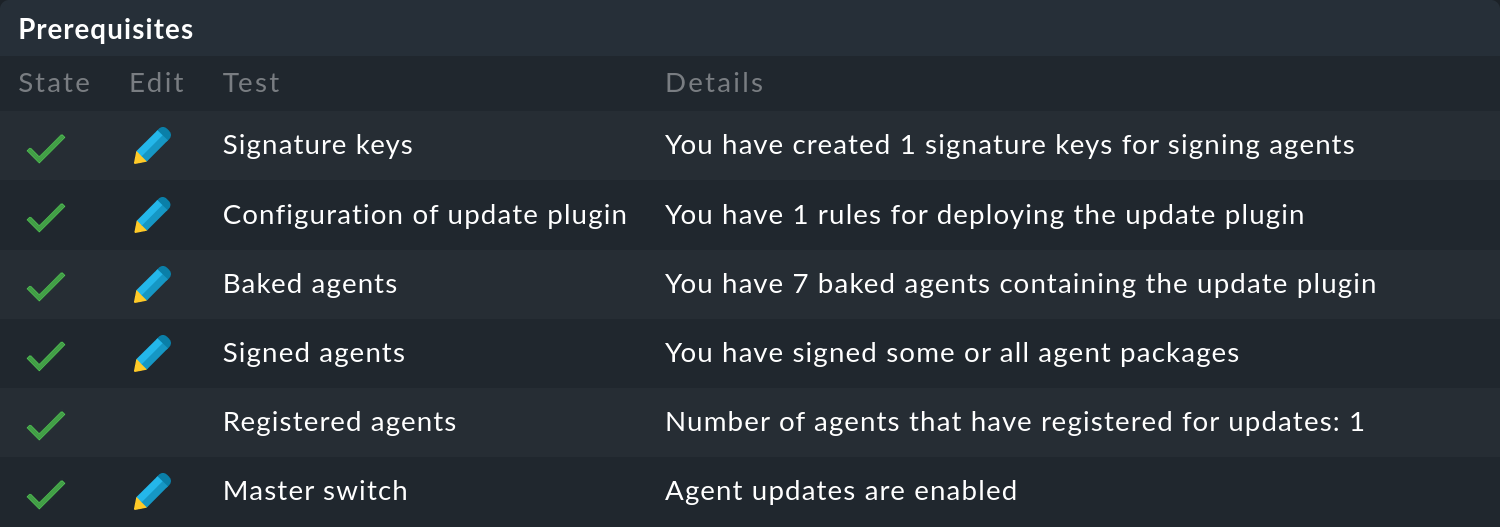 Prerequisites
State Edit Test Details
Signature keys You have created 1 signature keys for signing agents
Configuration of update plugin You have 1 rules for deploying the update plugin
Baked agents You have 7 baked agents containing the update plugin
Signed agents You have signed some or all agent packages
Registered agents Number of agents that have registered for updates: 1
Master switch Agent updates are enabled